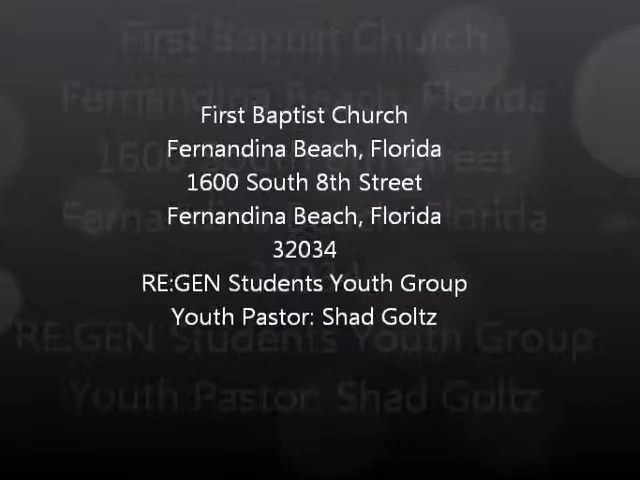 First Baptist Church
Fernandina Beach, Florida
1600 South 8th Street
Fernandina Beach, Florida
32034
RE:GEN Students Youth Group
Youth Pastor: Shad Goltz